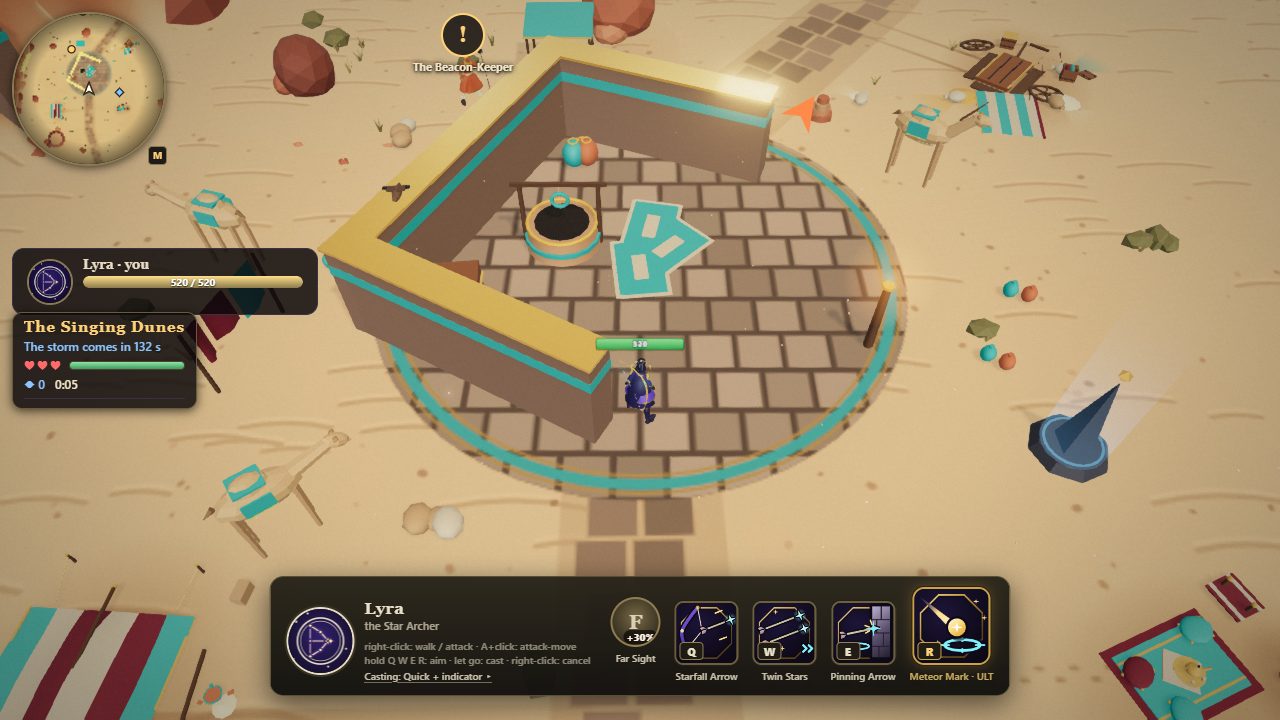 !
The Beacon-Keeper
M
Lyra · you
520 / 520
The Singing Dunes
The storm comes in 132 s
0 0:05
520
Lyra
the Star Archer
right-click: walk / attack · A+click: attack-move
hold Q W E R: aim · let go: cast · right-click: cancel
Casting: Quick + indicator ▸
F
+30%
Far Sight
Q
Starfall Arrow
W
Twin Stars
E
Pinning Arrow
R
Meteor Mark · ULT